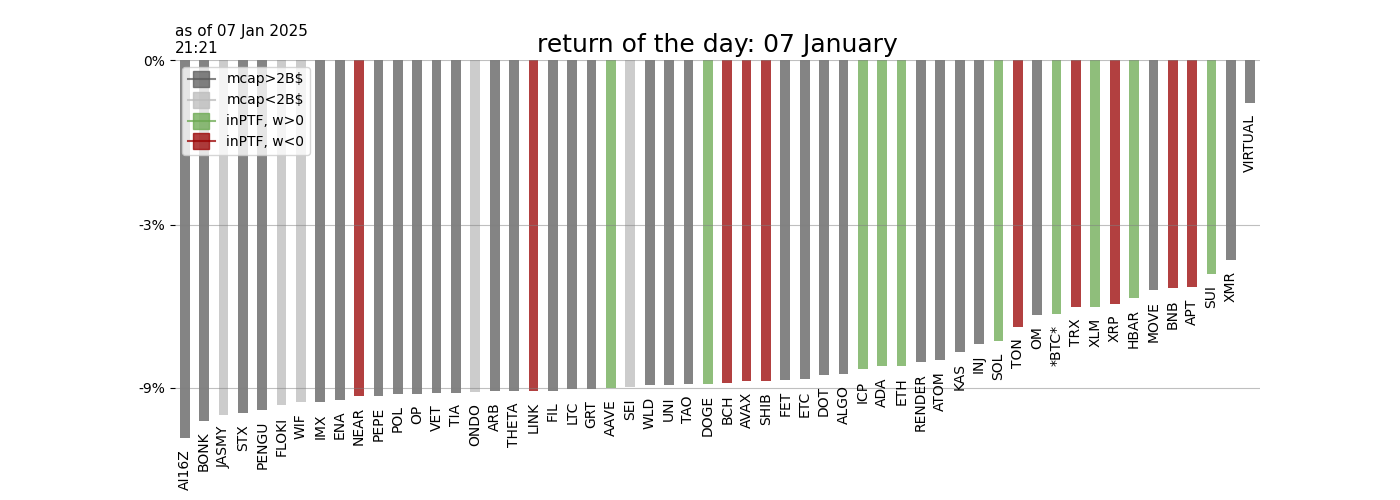 as of 07 Jan 2025
21:21
return of the day: 07 January
0%
-3%
-9%
mcap>2B$
mcap<2B$
inPTF, w>0
inPTF, w<0
AI16Z
BONK
JASMY
STX
PENGU
FLOKI
WIF
IMX
ENA
NEAR
PEPE
POL
OP
VET
TIA
ONDO
ARB
THETA
LINK
FIL
LTC
GRT
AAVE
SEI
WLD
UNI
TAO
DOGE
BCH
AVAX
SHIB
FET
ETC
DOT
ALGO
ICP
ADA
ETH
RENDER
ATOM
KAS
INJ
SOL
TON
OM
*BTC*
TRX
XLM
XRP
HBAR
MOVE
BNB
APT
SUI
XMR
VIRTUAL